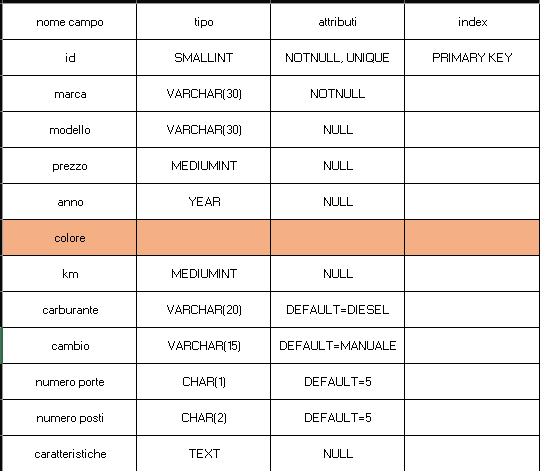 nome campo tipo attributi index
id SMALLINT NOTNULL, UNIQUE PRIMARY KEY
marca VARCHAR(30) NOTNULL
modello VARCHAR(30) NULL
prezzo MEDIUMINT NULL
anno YEAR NULL
colore
km MEDIUMINT NULL
carburante VARCHAR(20) DEFAULT=DIESEL
cambio VARCHAR(15) DEFAULT=MANUALE
numero porte CHAR(1) DEFAULT=5
numero posti CHAR(2) DEFAULT=5
caratteristiche TEXT NULL